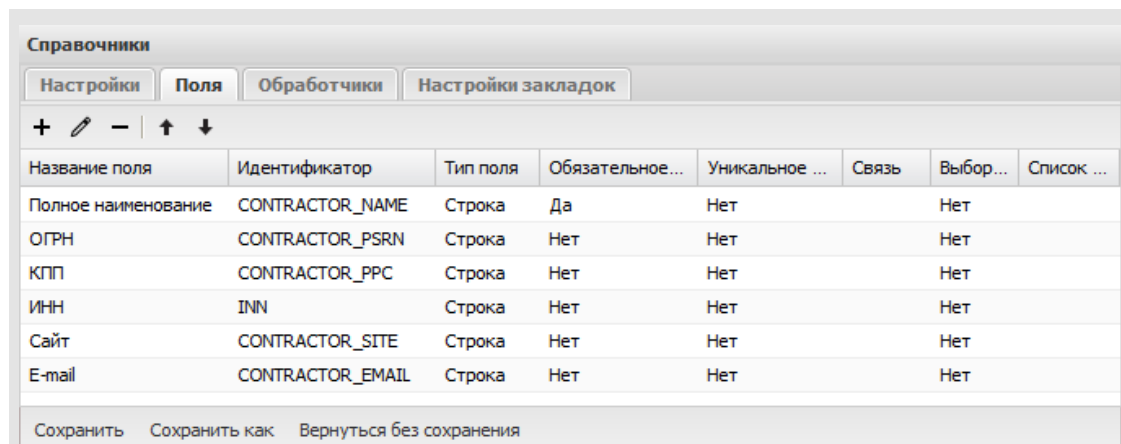 Справочники
Настройки Поля Обработчики Настройки закладок
Название поля Идентификатор Тип поля Обязательное... Уникальное ... Связь Выбор... Список ...
Полное наименование CONTRACTOR_NAME Строка Да Нет Нет
ОГРН CONTRACTOR_PSRN Строка Нет Нет Нет
КПП CONTRACTOR_PPC Строка Нет Нет Нет
ИНН INN Строка Нет Нет Нет
Сайт CONTRACTOR_SITE Строка Нет Нет Нет
E-mail CONTRACTOR_EMAIL Строка Нет Нет Нет
Сохранить Сохранить как Вернуться без сохранения